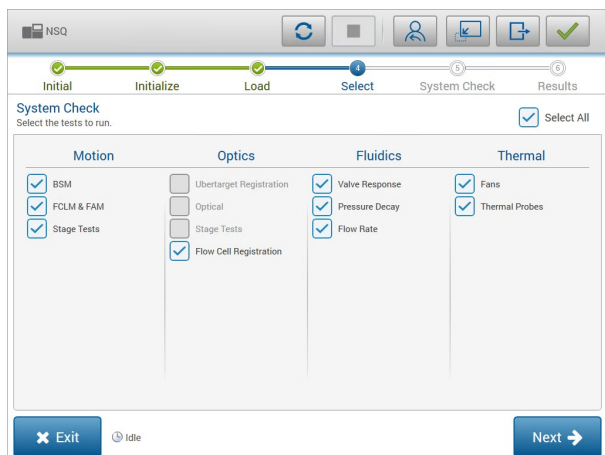 NSQ
4
5
6
Initial
Initialize
Load
Select
System Check
Results
System Check
Select the tests to run.
Select All
Motion
Optics
Fluidics
Thermal
BSM
Ubertarget Registration
Valve Response
Fans
FCLM & FAM
Optical
Pressure Decay
Thermal Probes
Stage Tests
Stage Tests
Flow Rate
Flow Cell Registration
Exit
Idle
Next